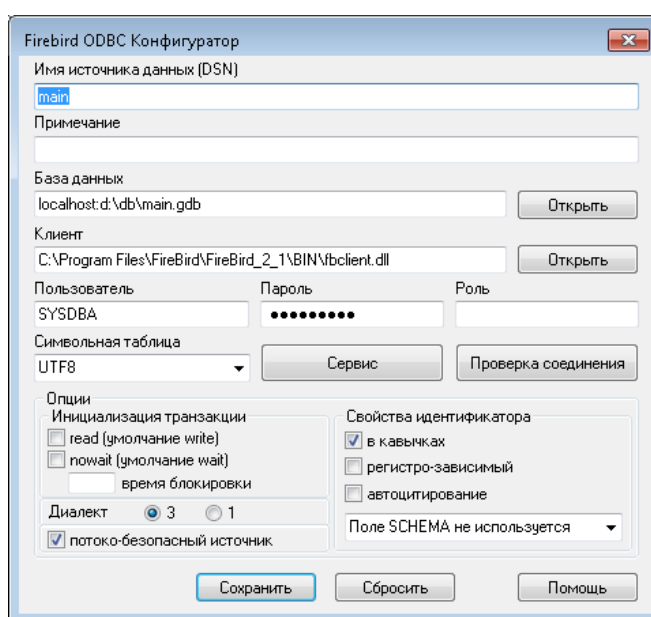 Firebird ODBC Конфигуратор
Имя источника данных (DSN)
main
Примечание
База данных
localhost:d:\db\main.gdb Открыть
Клиент
C:\Program Files\FireBird\FireBird_2_1\BIN\fbclient.dll Открыть
Пользователь Пароль Роль
SYSDBA ●●●●●●●●●
Символьная таблица
UTF8 Сервис Проверка соединения
Опции
Инициализация транзакции Свойства идентификатора
read (умолчание write) в кавычках
nowait (умолчание wait) регистро-зависимый
время блокировки автоцитирование
Диалект 3 1 Поле SCHEMA не используется
потоко-безопасный источник
Сохранить Сбросить Помощь